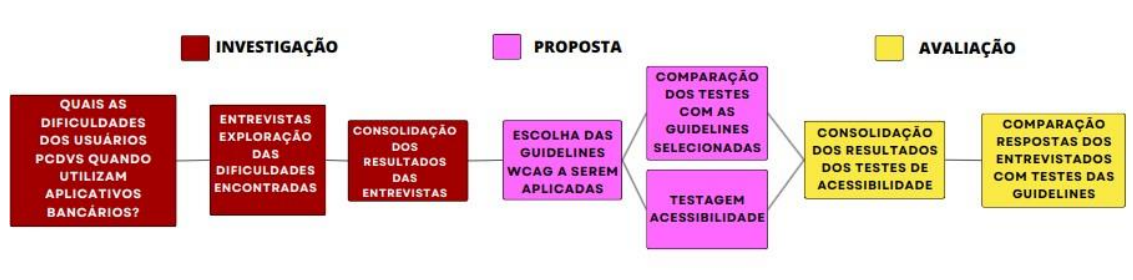 INVESTIGAÇÃO
PROPOSTA
AVALIAÇÃO
QUAIS AS
DIFICULDADES
DOS USUÁRIOS
PCDVS QUANDO
UTILIZAM
APLICATIVOS
BANCÁRIOS?
ENTREVISTAS
EXPLORAÇÃO
DAS
DIFICULDADES
ENCONTRADAS
CONSOLIDAÇÃO
DOS
RESULTADOS
DAS
ENTREVISTAS
ESCOLHA DAS
GUIDELINES
WCAG A SEREM
APLICADAS
COMPARAÇÃO
DOS TESTES
COM AS
GUIDELINES
SELECIONADAS
TESTAGEM
ACESSIBILIDADE
CONSOLIDAÇÃO
DOS RESULTADOS
DOS TESTES DE
ACESSIBILIDADE
COMPARAÇÃO
RESPOSTAS DOS
ENTREVISTADOS
COM TESTES DAS
GUIDELINES